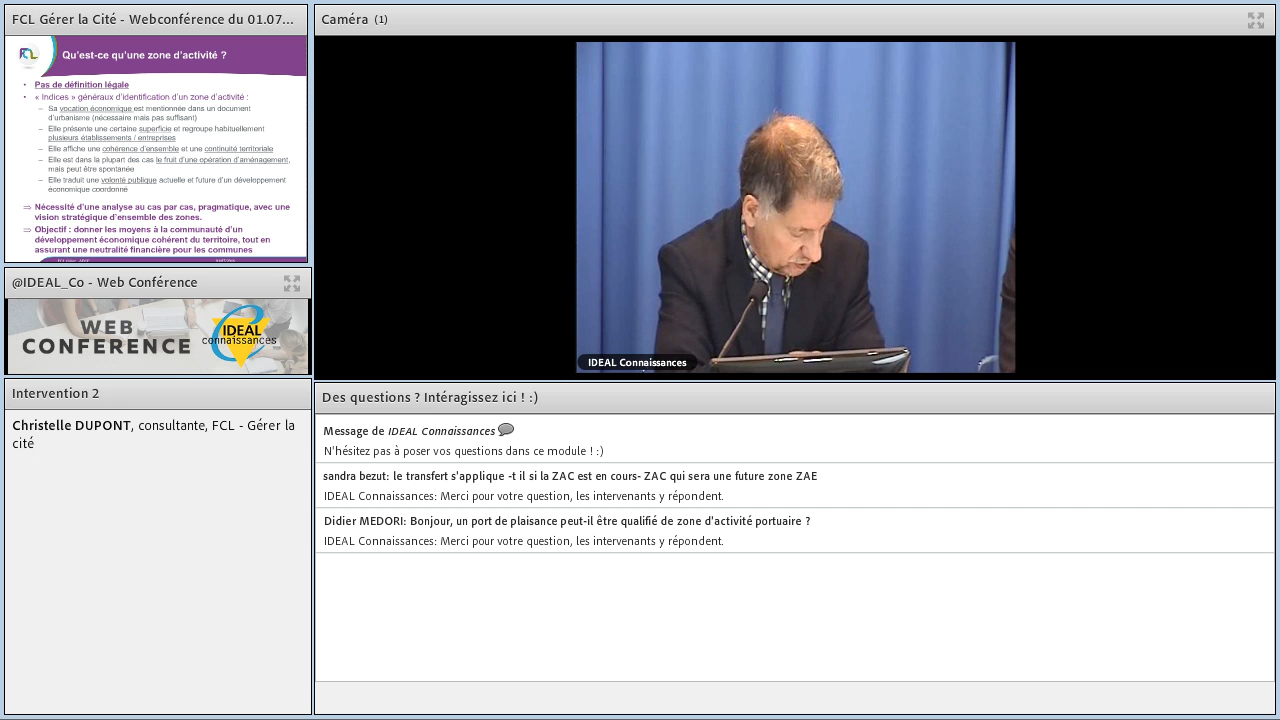 FCL Gérer la Cité - Webconférence du 01.07...
FCL
Qu'est-ce qu'une zone d'activité ?
• Pas de définition légale
• « Indices » généraux d'identification d'un zone d'activité :
– Sa vocation économique est mentionnée dans un document
d'urbanisme (nécessaire mais pas suffisant)
– Elle présente une certaine superficie et regroupe habituellement
plusieurs établissements / entreprises
– Elle affiche une cohérence d'ensemble et une continuité territoriale
– Elle est dans la plupart des cas le fruit d'une opération d'aménagement,
mais peut être spontanée
– Elle traduit une volonté publique actuelle et future d'un développement
économique coordonné
⇒ Nécessité d'une analyse au cas par cas, pragmatique, avec une
vision stratégique d'ensemble des zones.
⇒ Objectif : donner les moyens à la communauté d'un
développement économique cohérent du territoire, tout en
assurant une neutralité financière pour les communes
@IDEAL_Co - Web Conférence
WEB
CONFERENCE
IDEAL
connaissances
Intervention 2
Christelle DUPONT, consultante, FCL - Gérer la
cité
Caméra (1)
IDEAL Connaissances
Des questions ? Intéragissez ici ! :)
Message de IDEAL Connaissances
N'hésitez pas à poser vos questions dans ce module ! :)
sandra bezut: le transfert s'applique -t il si la ZAC est en cours- ZAC qui sera une future zone ZAE
IDEAL Connaissances: Merci pour votre question, les intervenants y répondent.
Didier MEDORI: Bonjour, un port de plaisance peut-il être qualifié de zone d'activité portuaire ?
IDEAL Connaissances: Merci pour votre question, les intervenants y répondent.